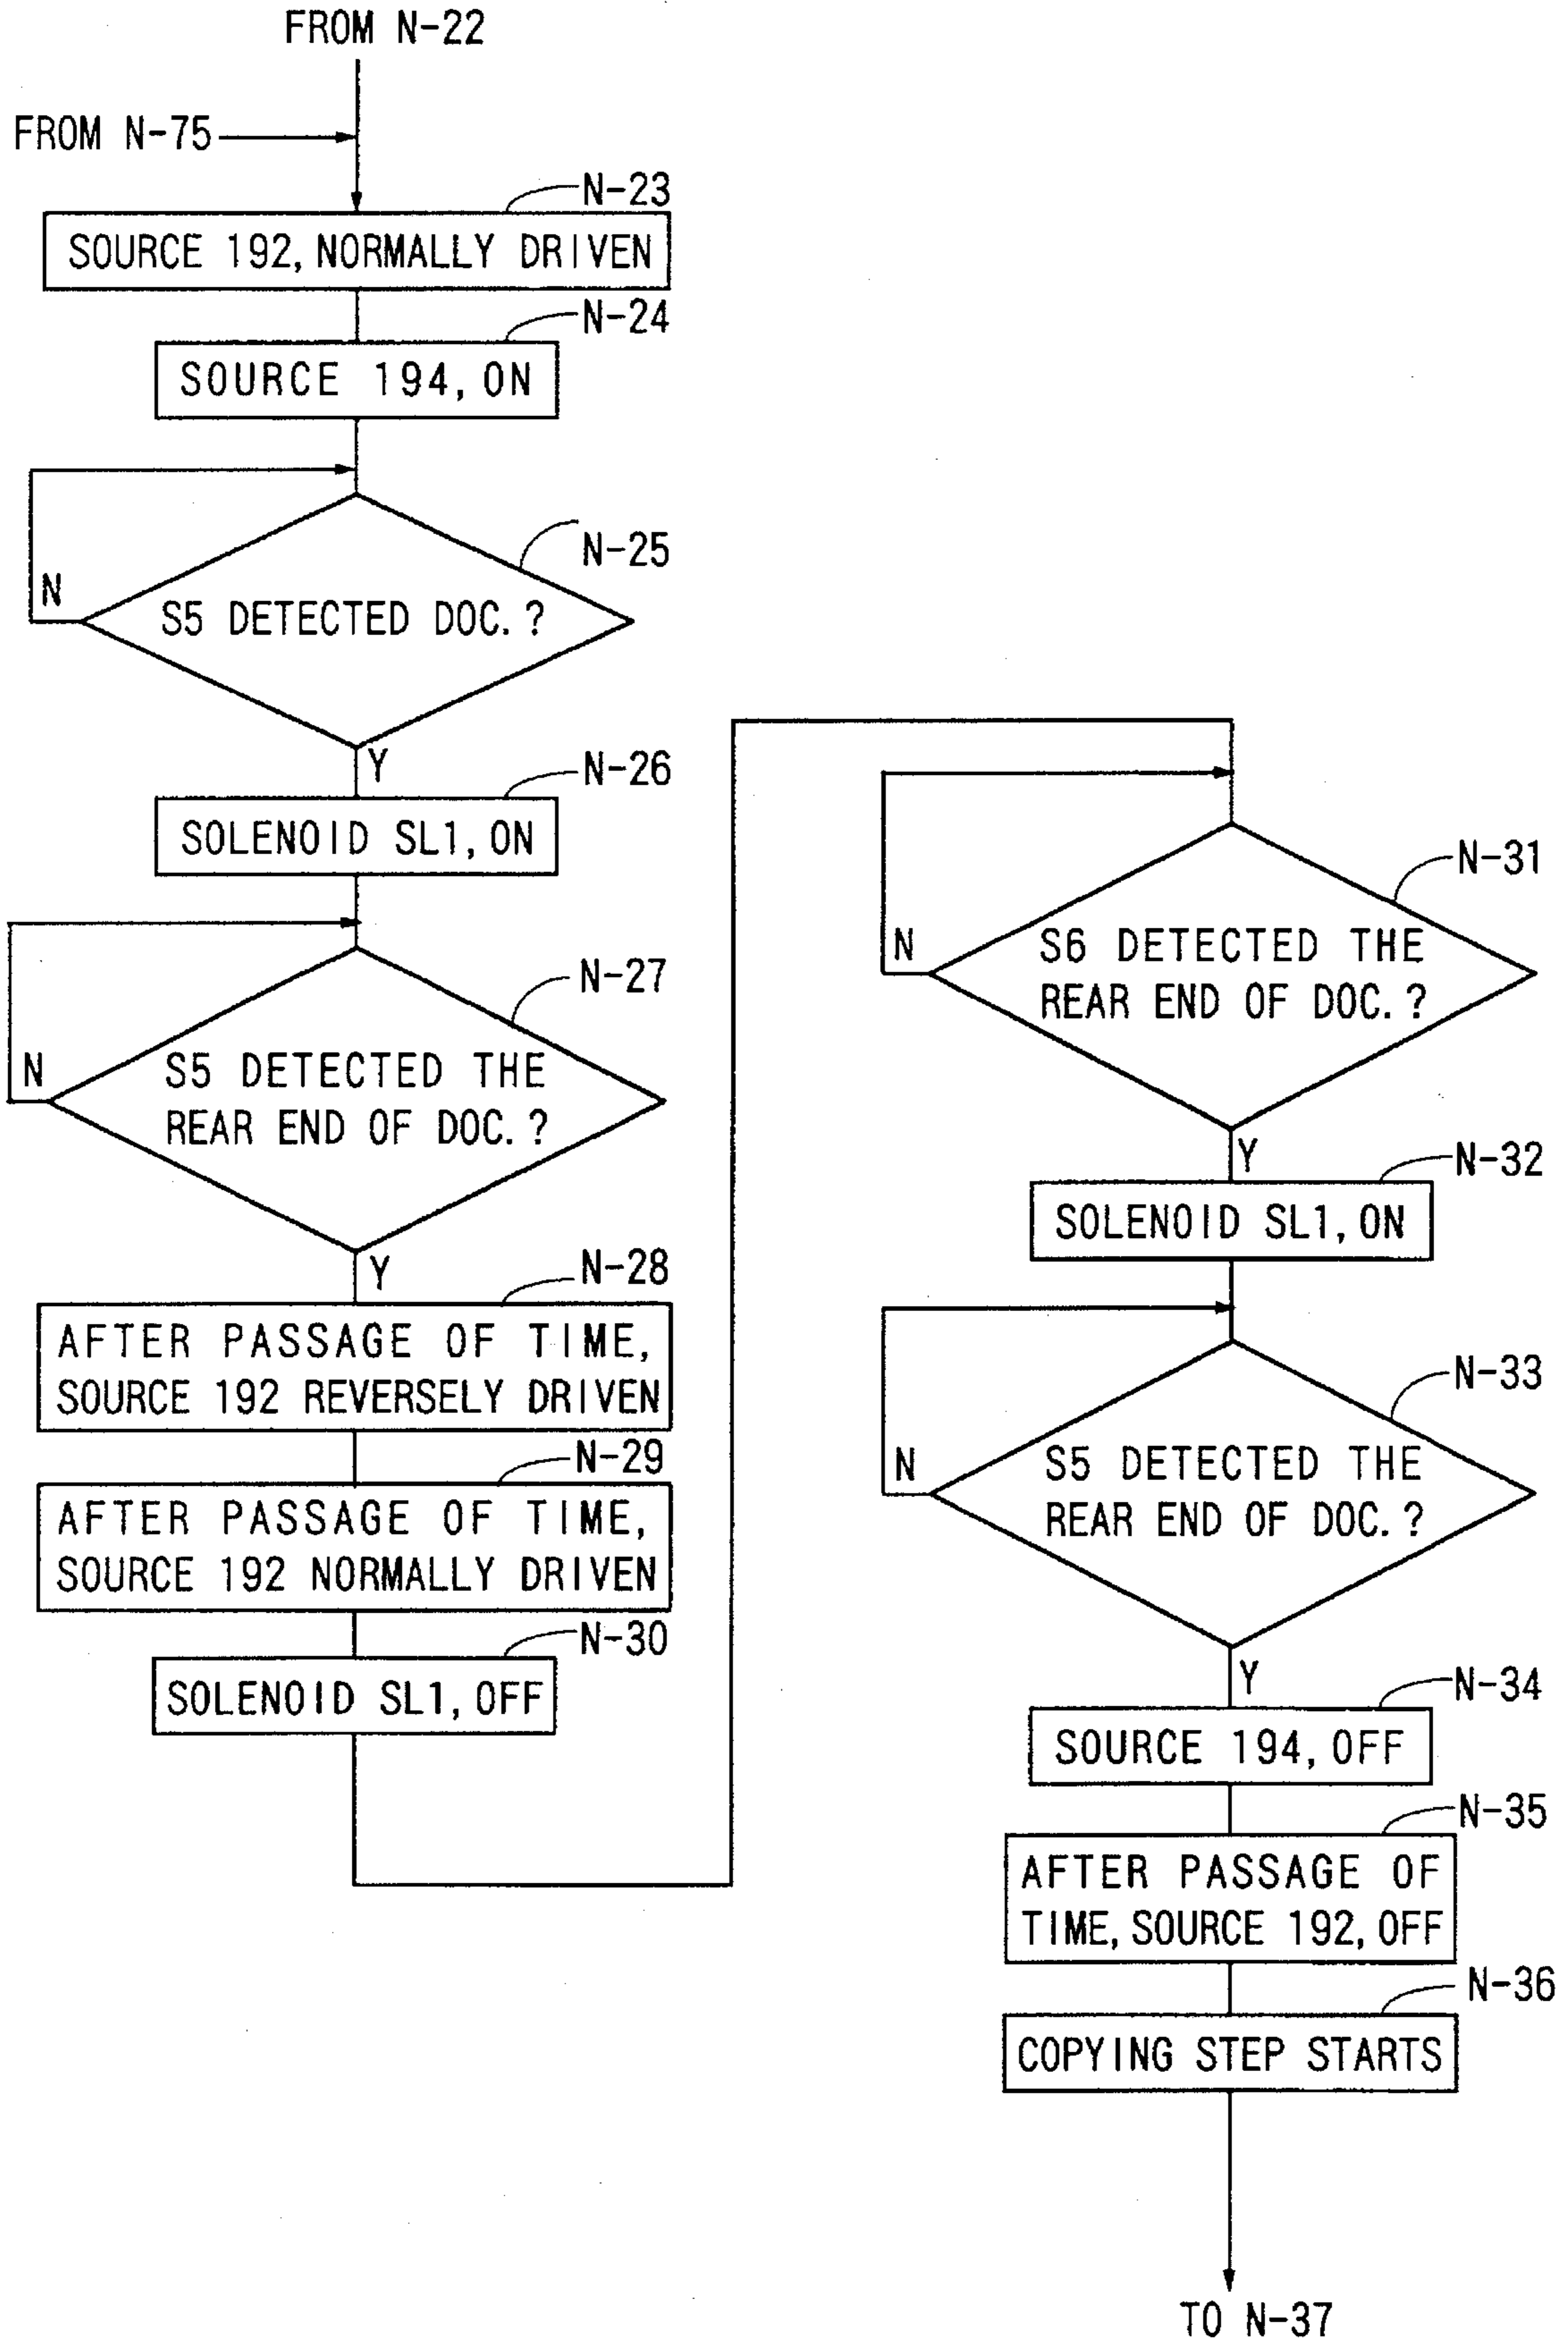 FROM N-22
FROM N-75
N-23
SOURCE 192, NORMALLY DRIVEN
N-24
SOURCE 194, ON
N-25
N
S5 DETECTED DOC. ?
Y
N-26
SOLENOID SL1, ON
N-27
N
S5 DETECTED THE
REAR END OF DOC. ?
Y
N-28
AFTER PASSAGE OF TIME,
SOURCE 192 REVERSELY DRIVEN
N-29
AFTER PASSAGE OF TIME,
SOURCE 192 NORMALLY DRIVEN
N-30
SOLENOID SL1, OFF
N-31
N
S6 DETECTED THE
REAR END OF DOC. ?
Y
N-32
SOLENOID SL1, ON
N-33
N
S5 DETECTED THE
REAR END OF DOC. ?
Y
N-34
SOURCE 194, OFF
N-35
AFTER PASSAGE OF
TIME, SOURCE 192, OFF
N-36
COPYING STEP STARTS
TO N-37